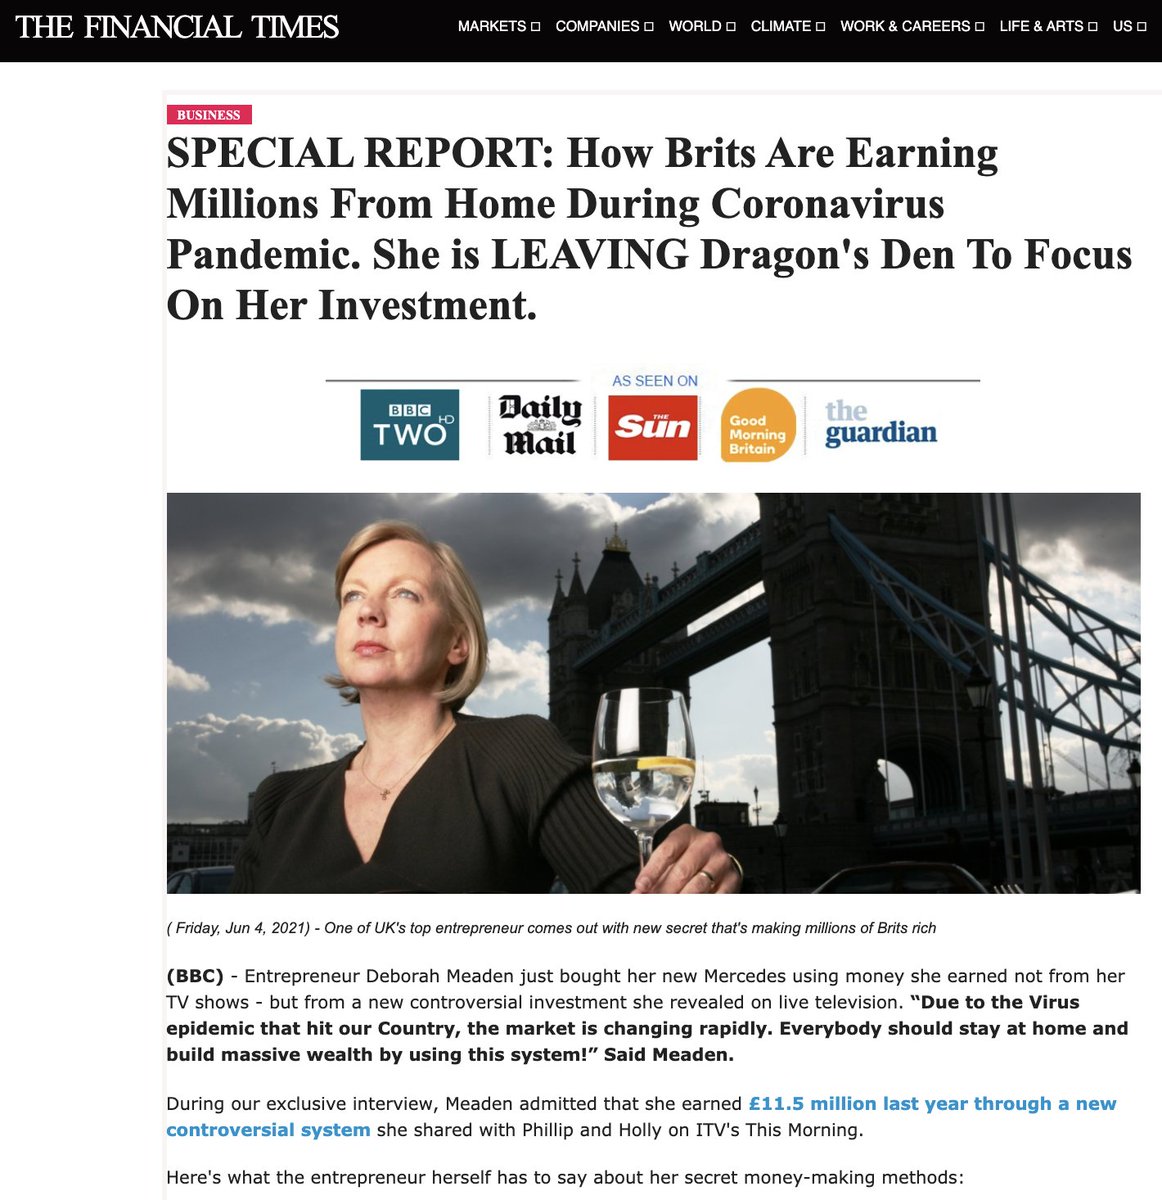 THE FINANCIAL TIMES
MARKETS COMPANIES WORLD CLIMATE WORK & CAREERS LIFE & ARTS US
BUSINESS
SPECIAL REPORT: How Brits Are Earning
Millions From Home During Coronavirus
Pandemic. She is LEAVING Dragon's Den To Focus
On Her Investment.
AS SEEN ON
BBC
TWO HD
Daily
Mail
THE
Sun
Good
Morning
Britain
the
guardian
( Friday, Jun 4, 2021) - One of UK's top entrepreneur comes out with new secret that's making millions of Brits rich
(BBC) - Entrepreneur Deborah Meaden just bought her new Mercedes using money she earned not from her
TV shows - but from a new controversial investment she revealed on live television. “Due to the Virus
epidemic that hit our Country, the market is changing rapidly. Everybody should stay at home and
build massive wealth by using this system!” Said Meaden.
During our exclusive interview, Meaden admitted that she earned £11.5 million last year through a new
controversial system she shared with Phillip and Holly on ITV's This Morning.
Here's what the entrepreneur herself has to say about her secret money-making methods: